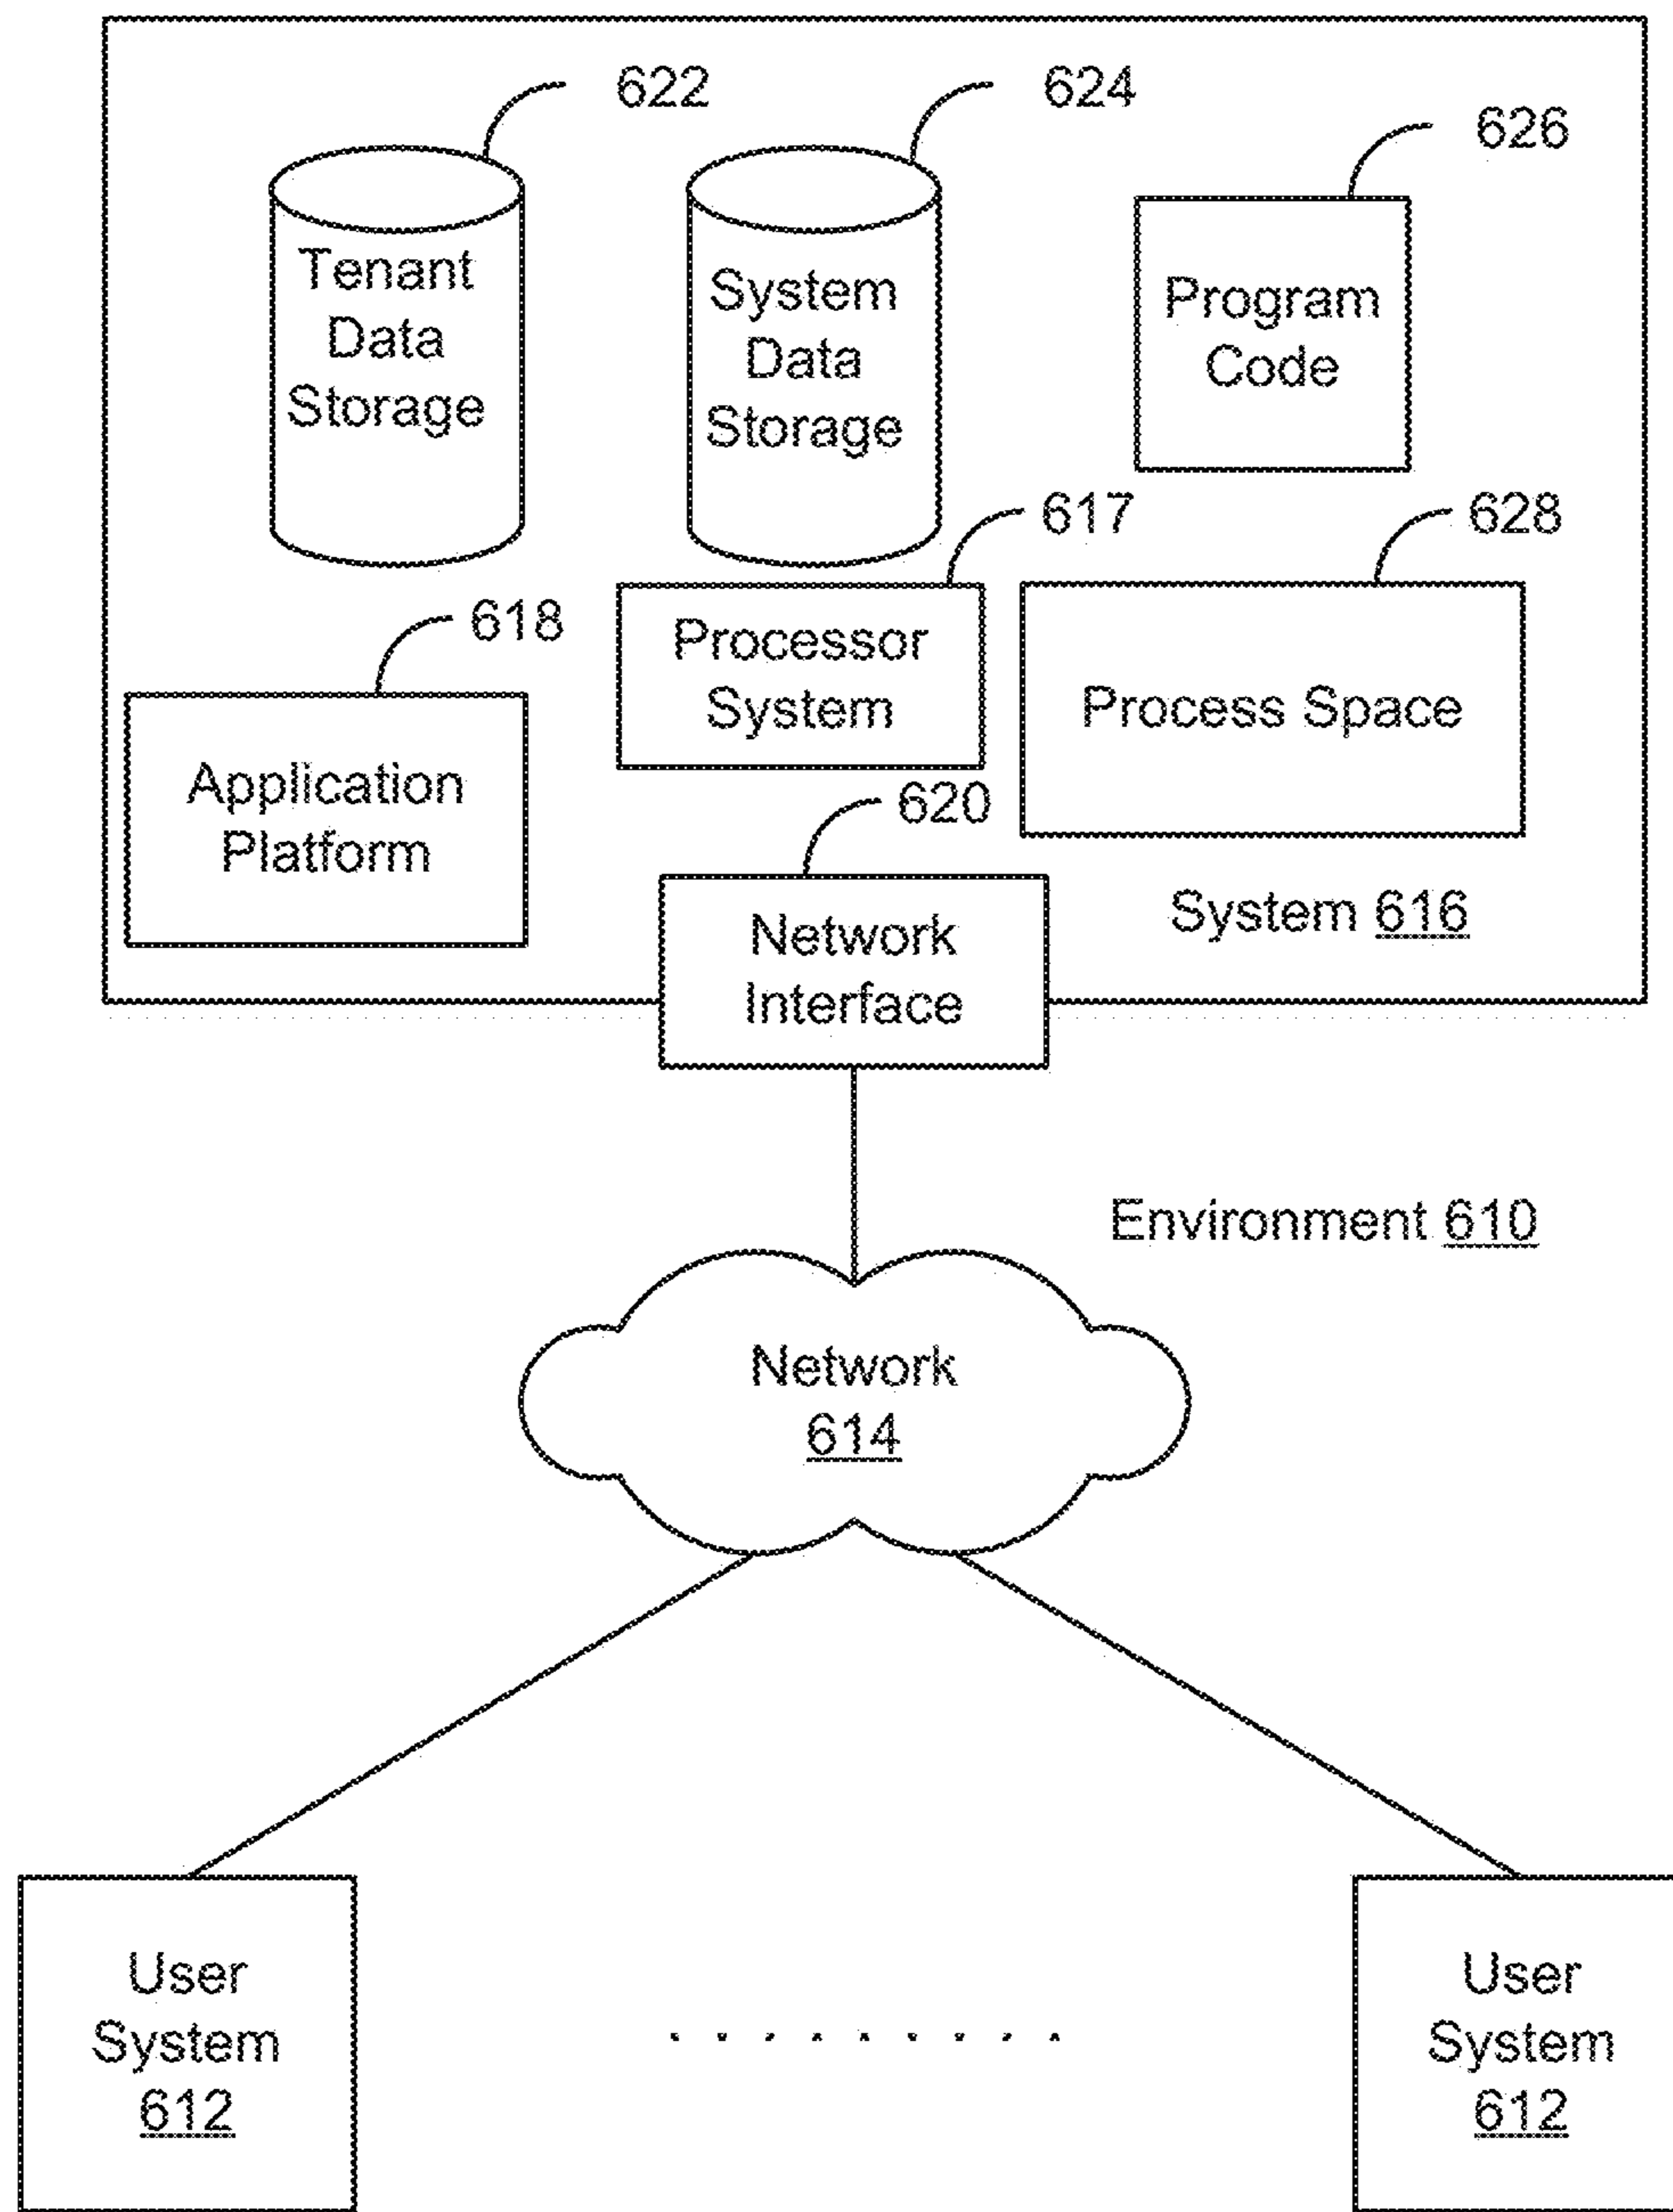 622
624
626
Tenant
Data
Storage
System
Data
Storage
Program
Code
617
628
618
Processor
System
Process Space
Application
Platform
620
Network
Interface
System 616
Environment 610
Network
614
User
System
612
User
System
612